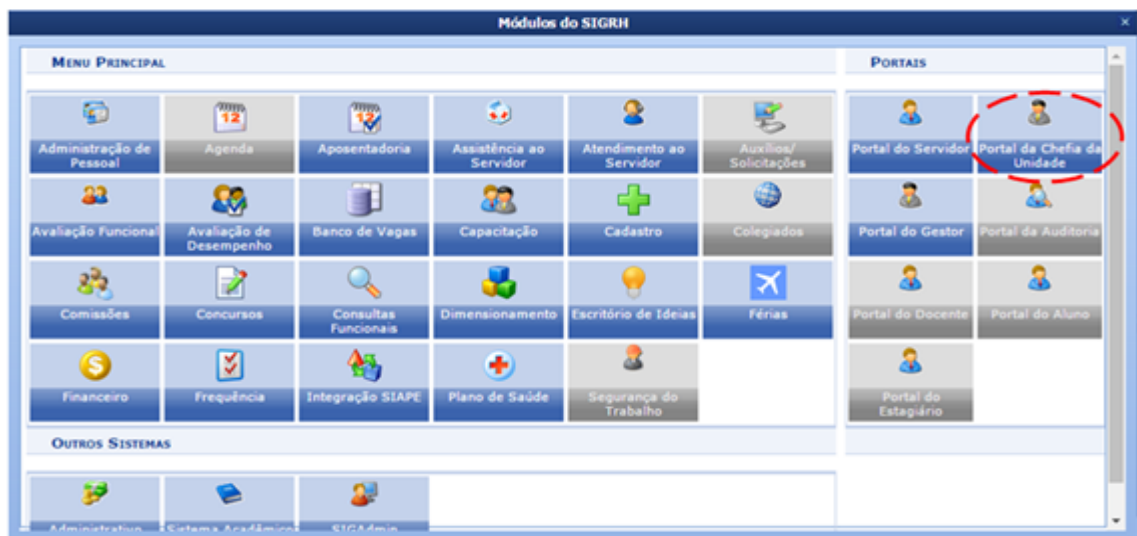 Módulos do SIGRH
MENU PRINCIPAL
PORTAIS
Administração de
Pessoal
Agenda
Aposentadoria
Assistência ao
Servidor
Atendimento ao
Servidor
Auxílios/
Solicitações
Portal do Servidor
Portal da Chefia da
Unidade
Avaliação Funcional
Avaliação de
Desempenho
Banco de Vagas
Capacitação
Cadastro
Colegiados
Portal do Gestor
Portal da Auditoria
Comissões
Concursos
Consultas
Funcionais
Dimensionamento
Escritório de Ideias
Férias
Portal do Docente
Portal do Aluno
Financeiro
Frequência
Integração SIAPE
Plano de Saúde
Segurança do
Trabalho
Portal do
Estagiário
OUTROS SISTEMAS
Administrativo
Sistema Acadêmico
SIGAdmin